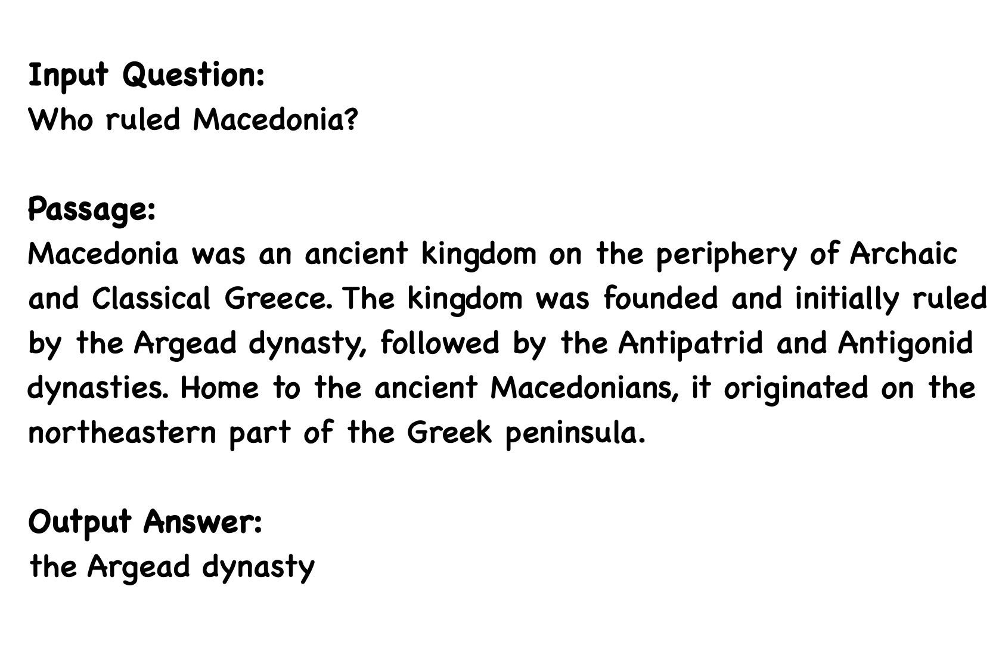 Input Question:
Who ruled Macedonia?
Passage:
Macedonia was an ancient kingdom on the periphery of Archaic
and Classical Greece. The kingdom was founded and initially ruled
by the Argead dynasty, followed by the Antipatrid and Antigonid
dynasties. Home to the ancient Macedonians, it originated on the
northeastern part of the Greek peninsula.
Output Answer:
the Argead dynasty